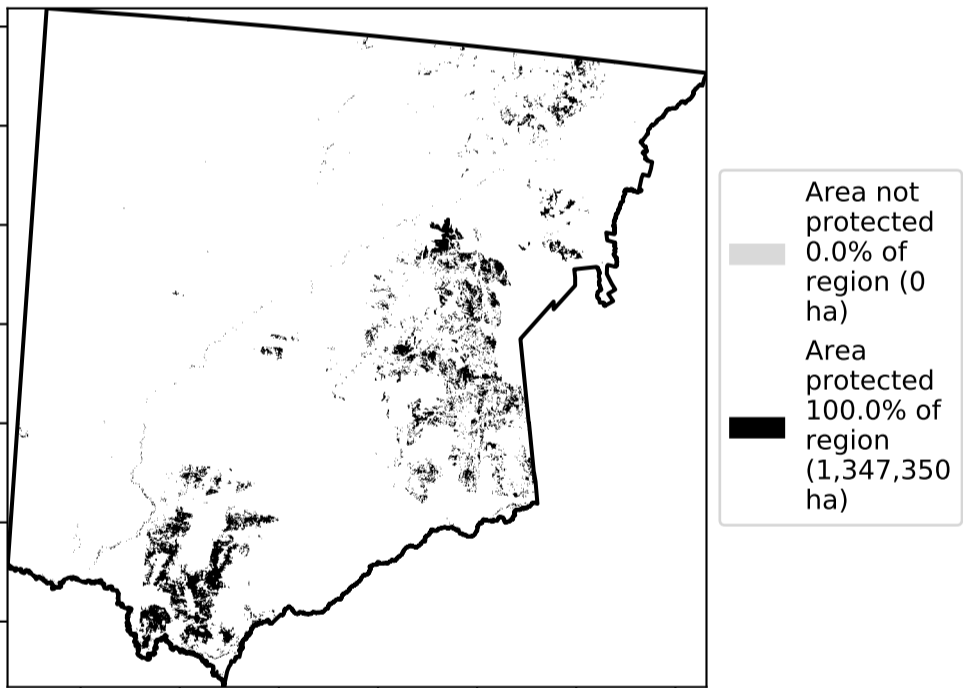 Area not
protected
0.0% of
region (0
ha)
Area
protected
100.0% of
region
(1,347,350
ha)